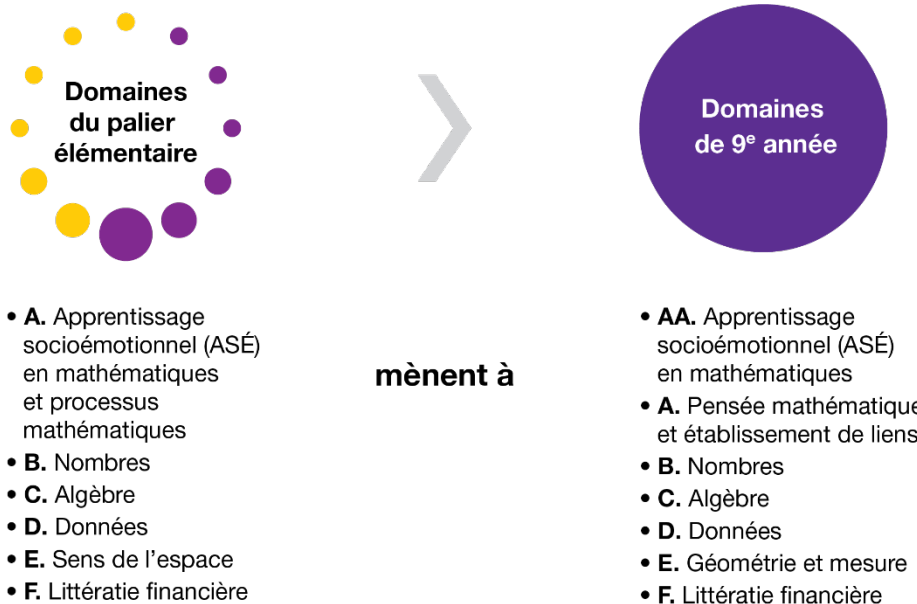 Domaines
du palier
élémentaire
Domaines
de 9e année
• A. Apprentissage
socioémotionnel (ASÉ)
en mathématiques
et processus
mathématiques
• B. Nombres
• C. Algèbre
• D. Données
• E. Sens de l’espace
• F. Littératie financière
mènent à
• AA. Apprentissage
socioémotionnel (ASÉ)
en mathématiques
• A. Pensée mathématique
et établissement de liens
• B. Nombres
• C. Algèbre
• D. Données
• E. Géométrie et mesure
• F. Littératie financière